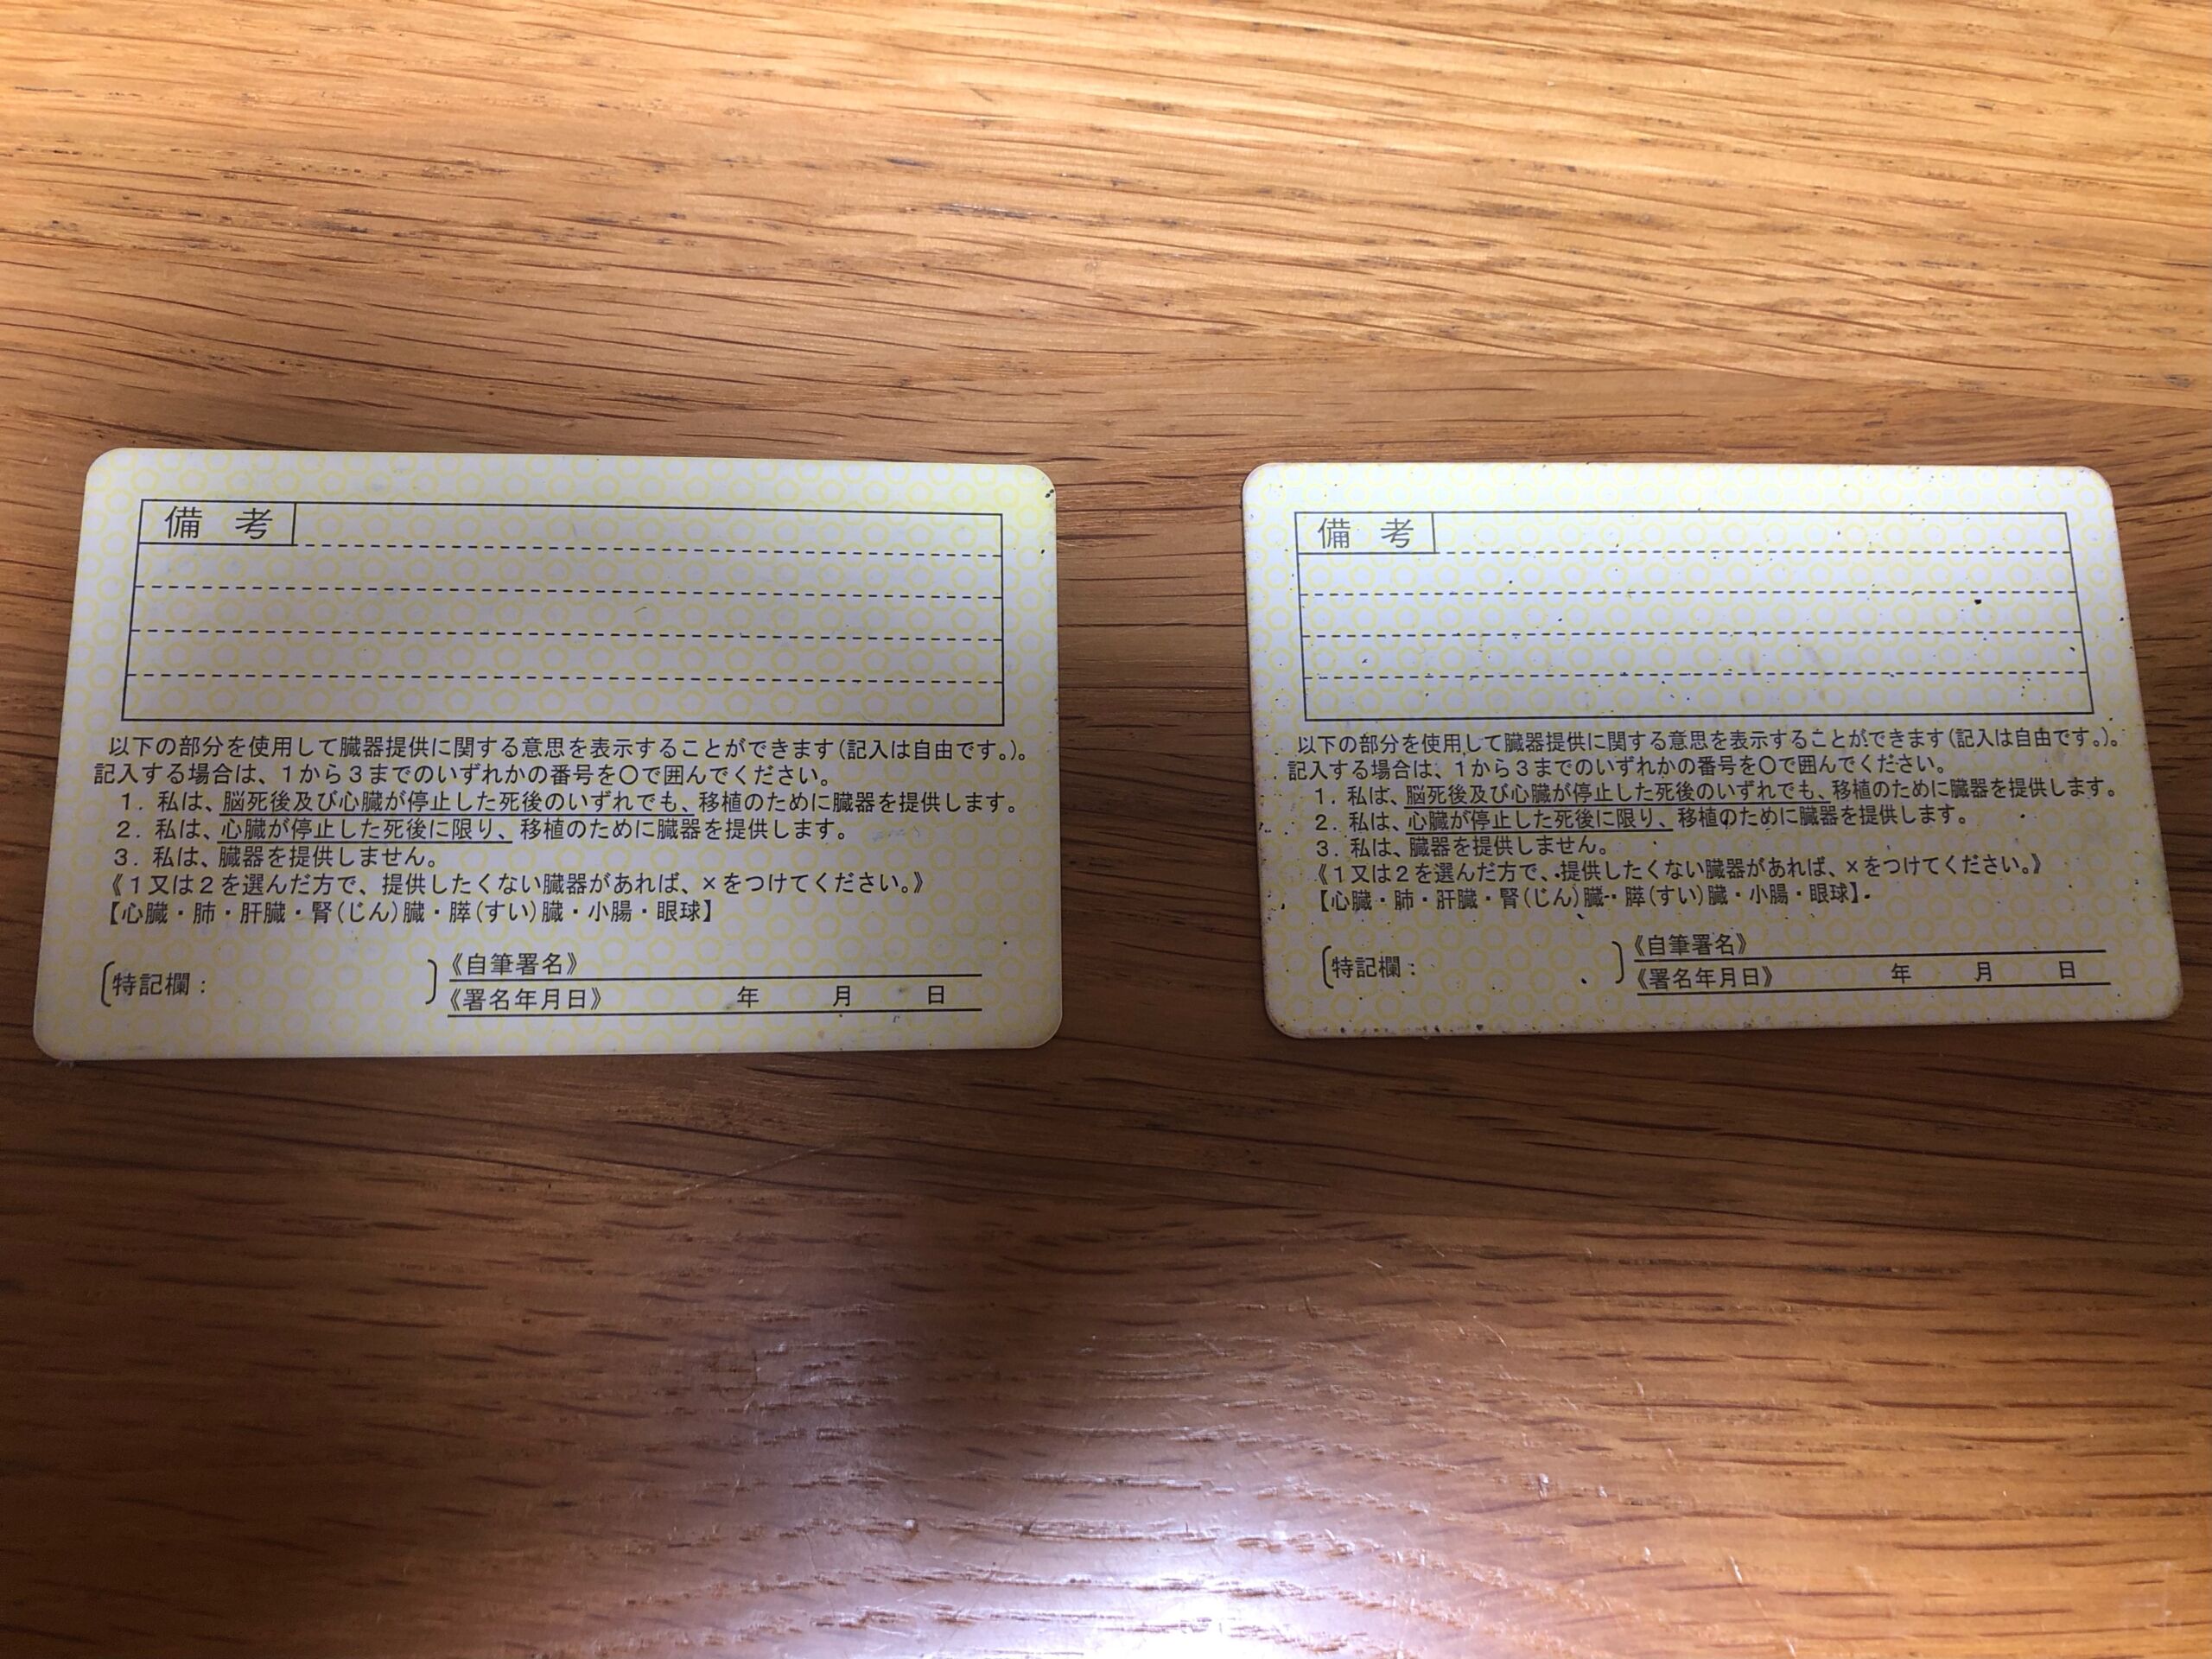 備 考
以下の部分を使用して臓器提供に関する意思を表示することができます(記入は自由です。)。
記入する場合は、1から3までのいずれかの番号を○で囲んでください。
1. 私は、脳死後及び心臓が停止した死後のいずれでも、移植のために臓器を提供します。
2. 私は、心臓が停止した死後に限り、移植のために臓器を提供します。
3. 私は、臓器を提供しません。
《1又は2を選んだ方で、提供したくない臓器があれば、×をつけてください。》
【心臓・肺・肝臓・腎(じん)臓・膵(すい)臓・小腸・眼球】
〔特記欄: 〕《自筆署名》
《署名年月日》 年 月 日
備 考
以下の部分を使用して臓器提供に関する意思を表示することができます(記入は自由です。)。
記入する場合は、1から3までのいずれかの番号を○で囲んでください。
1. 私は、脳死後及び心臓が停止した死後のいずれでも、移植のために臓器を提供します。
2. 私は、心臓が停止した死後に限り、移植のために臓器を提供します。
3. 私は、臓器を提供しません。
《1又は2を選んだ方で、提供したくない臓器があれば、×をつけてください。》
【心臓・肺・肝臓・腎(じん)臓・膵(すい)臓・小腸・眼球】
〔特記欄: 〕《自筆署名》
《署名年月日》 年 月 日